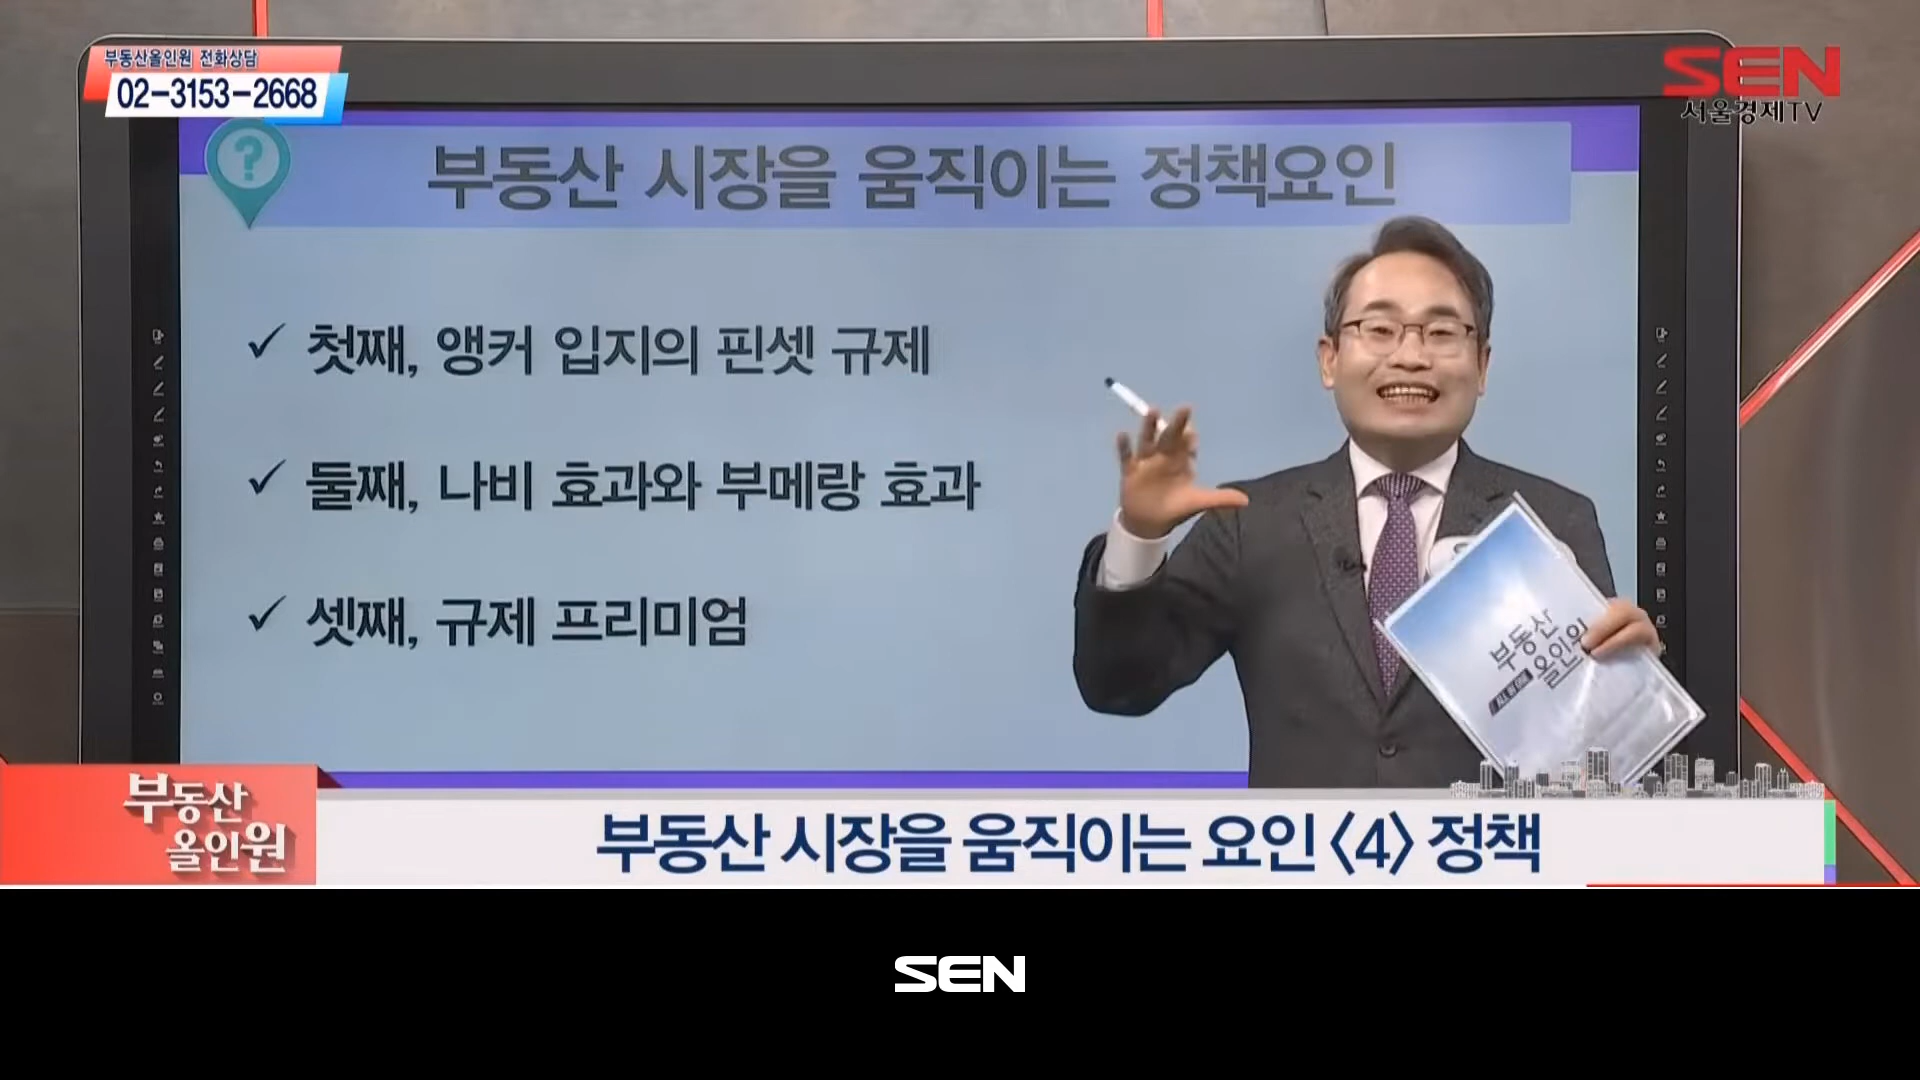 부동산올인원 전화상담
02-3153-2668
SEN
서울경제TV
?
부동산 시장을 움직이는 정책요인
✓ 첫째, 앵커 입지의 핀셋 규제
✓ 둘째, 나비 효과와 부메랑 효과
✓ 셋째, 규제 프리미엄
부동산
올인원
ALL IN ONE
부동산
올인원
부동산 시장을 움직이는 요인 〈4〉 정책
SEN